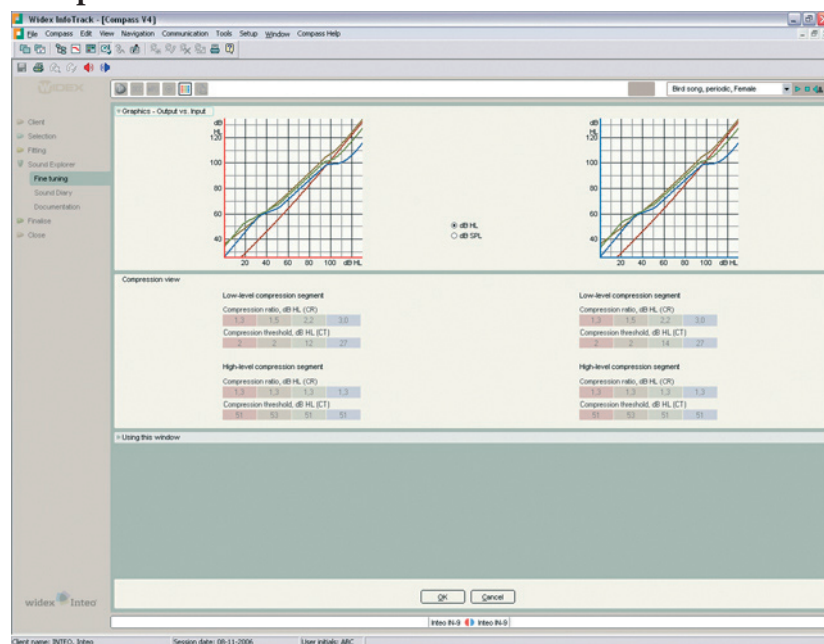 Widex InfoTrack - [Compass V4]
File Compass Edit View Navigation Communication Tools Setup Window Compass Help
WIDEX
Bird song, periodic, Female
Client
Selection
Fitting
Sound Explorer
Fine tuning
Sound Diary
Documentation
Finalise
Close
Graphics - Output vs. Input
dB HL
120
100
80
60
40
20 40 60 80 100 dB HL
dB HL
dB SPL
dB HL
120
100
80
60
40
20 40 60 80 100 dB HL
Compression view
Low-level compression segment
Compression ratio, dB HL (CR)
1.3 1.5 2.2 3.0
Compression threshold, dB HL (CT)
2 2 12 27
High-level compression segment
Compression ratio, dB HL (CR)
1.3 1.3 1.3 1.3
Compression threshold, dB HL (CT)
51 53 51 51
Low-level compression segment
Compression ratio, dB HL (CR)
1.3 1.5 2.2 3.0
Compression threshold, dB HL (CT)
2 2 14 27
High-level compression segment
Compression ratio, dB HL (CR)
1.3 1.3 1.3 1.3
Compression threshold, dB HL (CT)
51 53 51 51
Using this window
OK Cancel
widex Inteo
Inteo IN-9 Inteo IN-9
Client name: INTEO, Inteo Session date: 08-11-2006 User initials: ABC